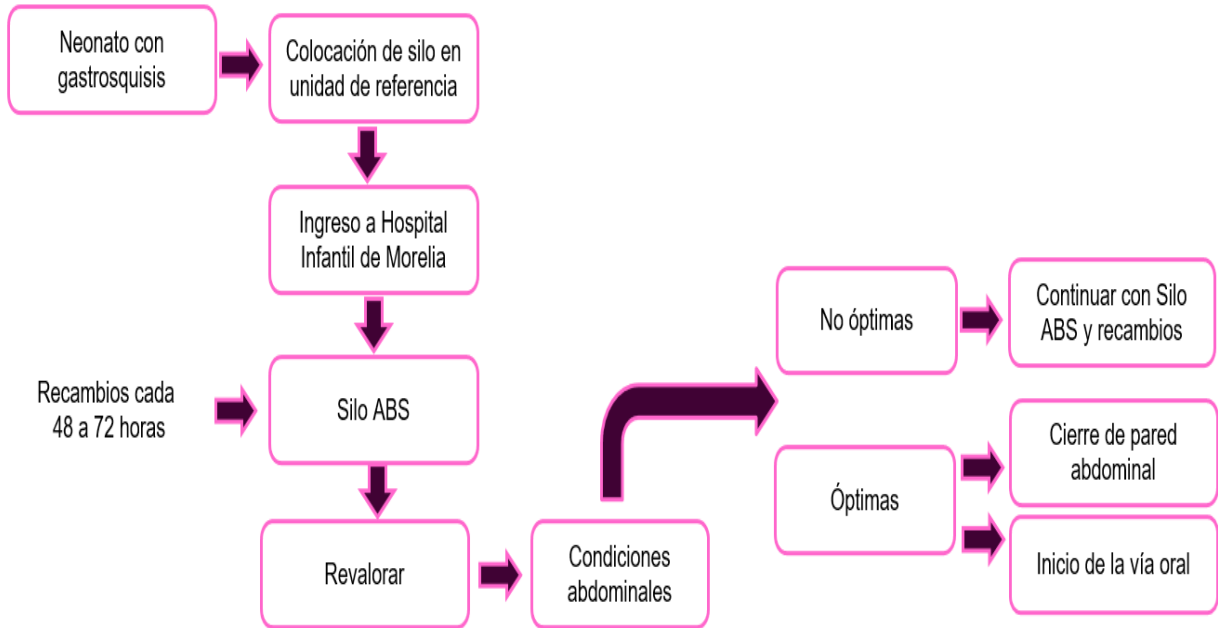 Neonato con
gastrosquisis
Colocación de silo en
unidad de referencia
Ingreso a Hospital
Infantil de Morelia
Recambios cada
48 a 72 horas
Silo ABS
Revalorar
Condiciones
abdominales
No óptimas
Continuar con Silo
ABS y recambios
Óptimas
Cierre de pared
abdominal
Inicio de la vía oral